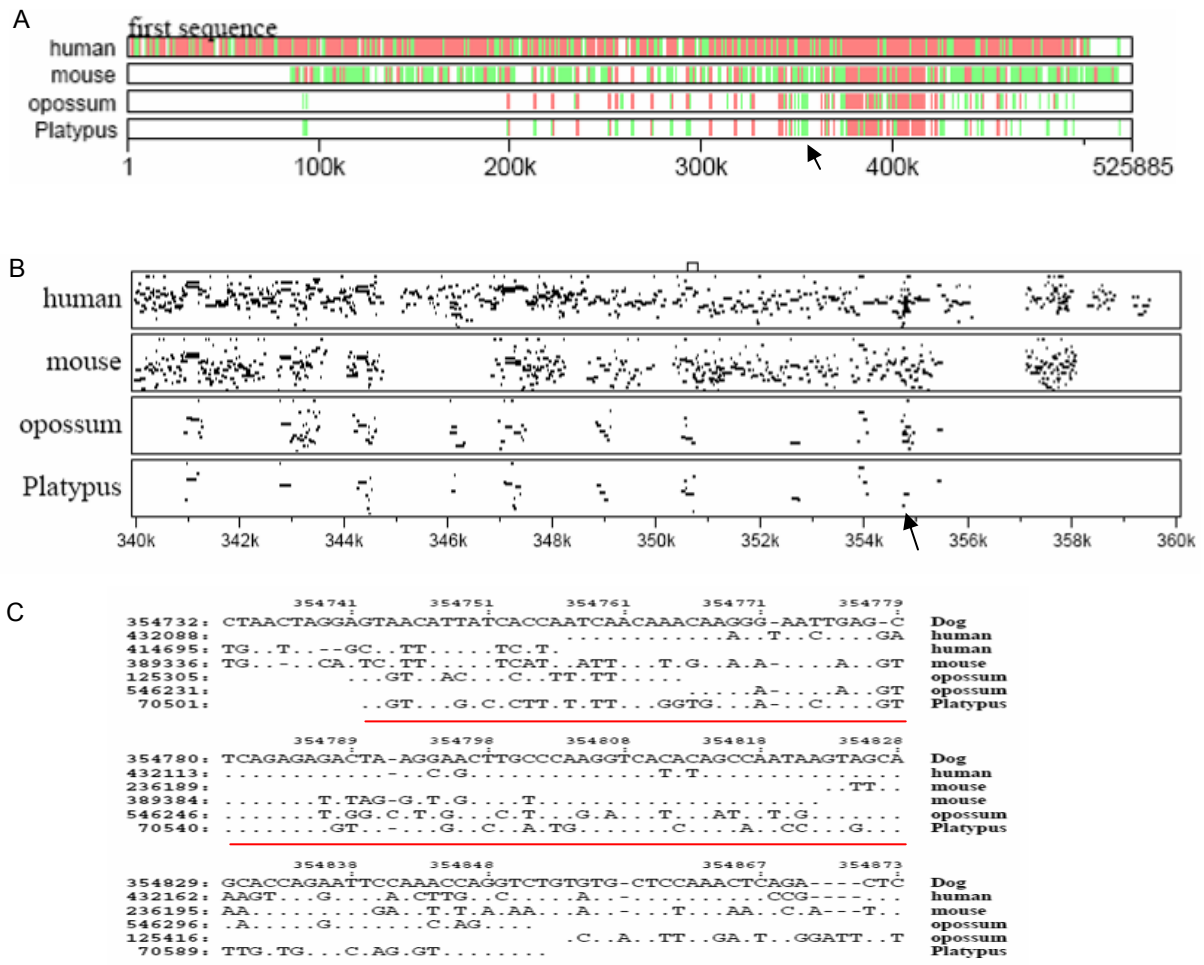 A
first sequence
human
mouse
opossum
Platypus
1 100k 200k 300k 400k 525885
B
human
mouse
opossum
Platypus
340k 342k 344k 346k 348k 350k 352k 354k 356k 358k 360k
C
354741 354751 354761 354771 354779
354732: CTAACTAGGAGTAACATTATCACCAATCAACAAACAAGGG-AATTGAG-C Dog
432088: ............A..T..C....GA human
414695: TG..T..--GC..TT.....TC.T. human
389336: TG..-..CA.TC.TT.....TCAT..ATT...T.G..A.A-....A..GT mouse
125305: ...GT..AC...C..TT.TT..... opossum
546231: .....A-....A..GT opossum
70501: ..GT...G.C.CTT.T.TT...GGTG...A-..C....GT Platypus
354789 354798 354808 354818 354828
354780: TCAGAGAGACTA-AGGAACTTGCCCAAGGTCACACAGCCAATAAGTAGCA Dog
432113: ............-..C.G..............T.T............... human
236189: ..TT.. mouse
389384: .......T.TAG-G.T.G....T..................... mouse
546246: .......T.GG.C.T.G...C.T...G.A...T...AT..T.G....... opossum
70540: ........GT..-...G..C..A.TG.......C....A..CC...G... Platypus
354838 354848 354867 354873
354829: GCACCAGAATTCCAAACCAGGTCTGTGTG-CTCCAAACTCAGA----CTC Dog
432162: AAGT...G....A.CTTG..C.....A..-..........CCG----... human
236195: AA.........GA..T.T.A.AA...A..-...T...AA..C.A---T.. mouse
546296: .A.....G.......C.AG.... opossum
125416: .C..A..TT..GA.T..GGATT..T opossum
70589: TTG.TG...C.AG.GT........ Platypus